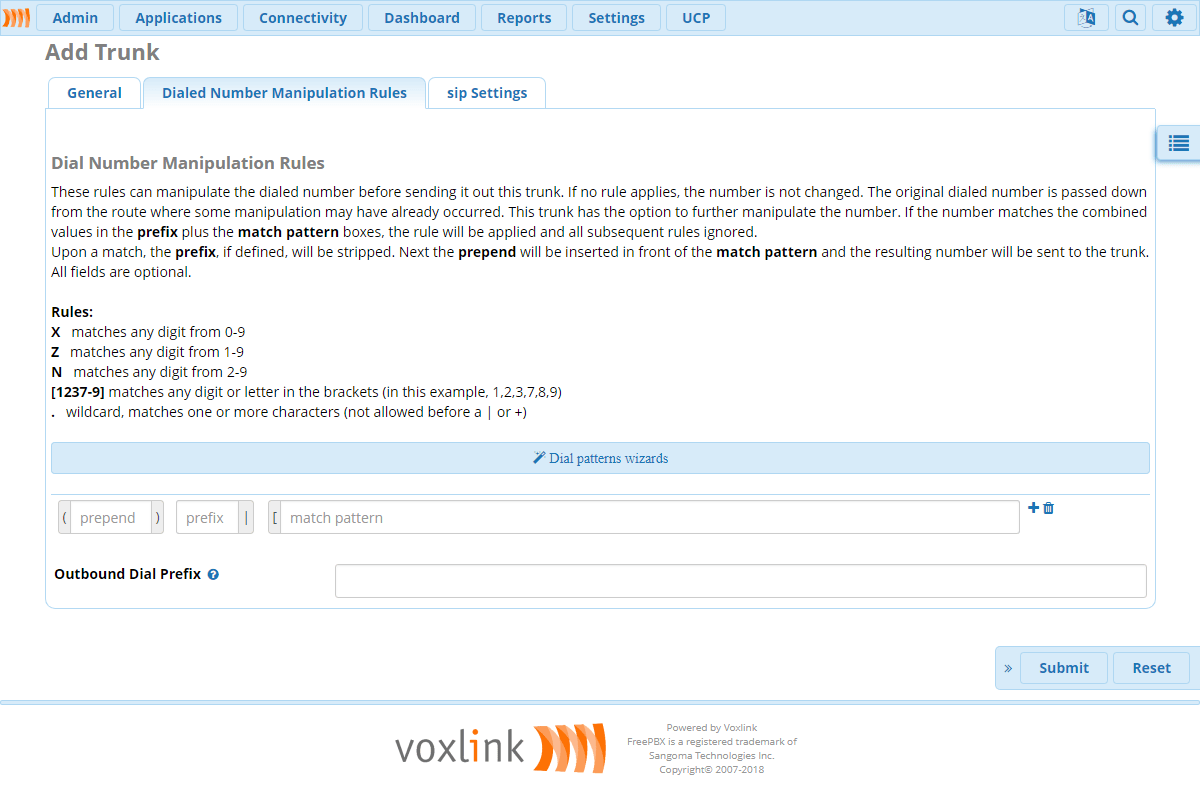 Admin Applications Connectivity Dashboard Reports Settings UCP
Add Trunk
General Dialed Number Manipulation Rules sip Settings
Dial Number Manipulation Rules
These rules can manipulate the dialed number before sending it out this trunk. If no rule applies, the number is not changed. The original dialed number is passed down
from the route where some manipulation may have already occurred. This trunk has the option to further manipulate the number. If the number matches the combined
values in the prefix plus the match pattern boxes, the rule will be applied and all subsequent rules ignored.
Upon a match, the prefix, if defined, will be stripped. Next the prepend will be inserted in front of the match pattern and the resulting number will be sent to the trunk.
All fields are optional.
Rules:
X matches any digit from 0-9
Z matches any digit from 1-9
N matches any digit from 2-9
[1237-9] matches any digit or letter in the brackets (in this example, 1,2,3,7,8,9)
. wildcard, matches one or more characters (not allowed before a | or +)
Dial patterns wizards
( prepend ) prefix | [ match pattern
Outbound Dial Prefix ?
» Submit Reset
voxlink
Powered by Voxlink
FreePBX is a registered trademark of
Sangoma Technologies Inc.
Copyright© 2007-2018